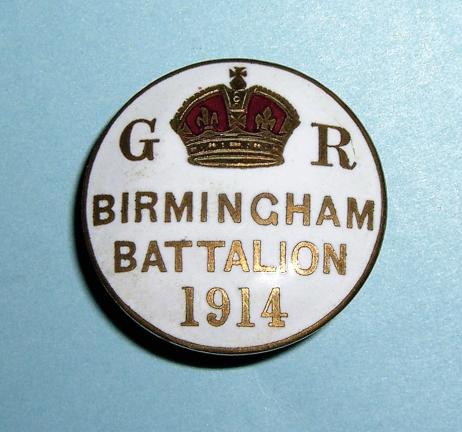 G R
BIRMINGHAM
BATTALION
1914